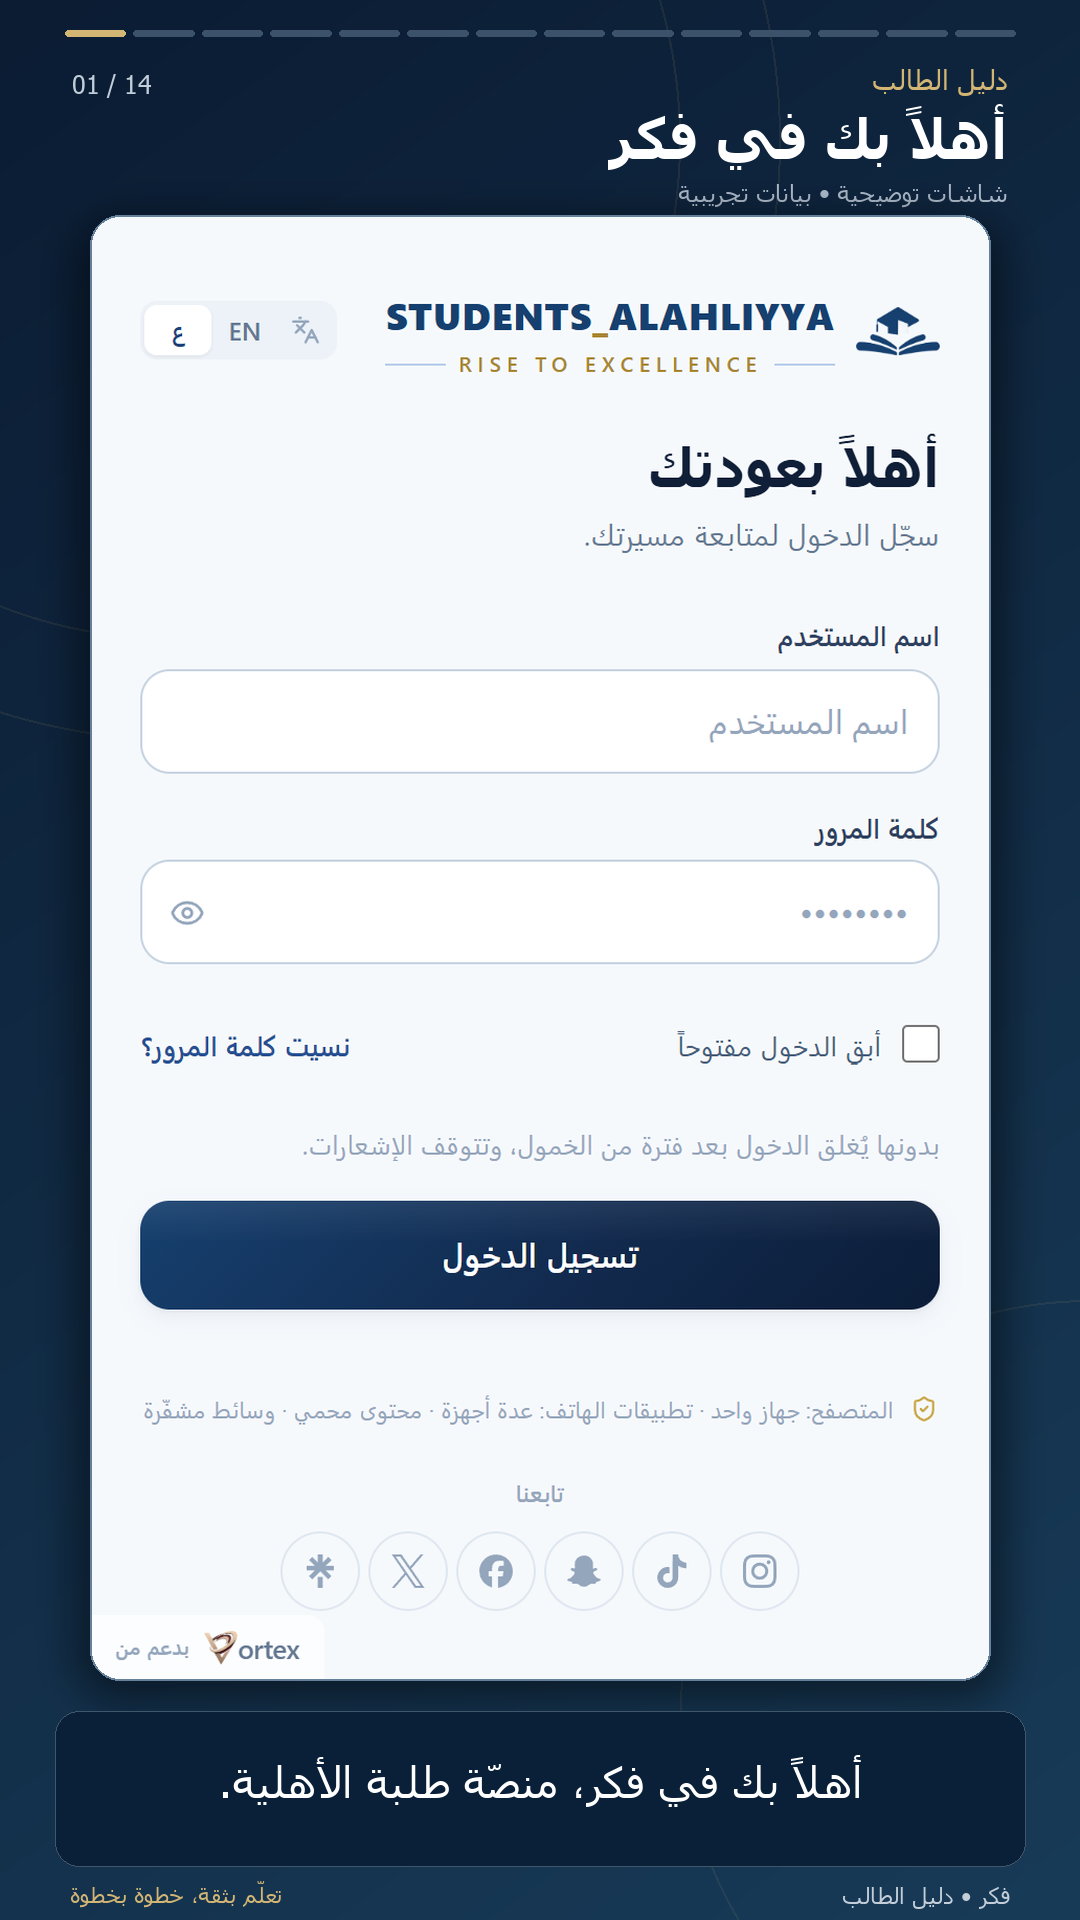 01 / 14
دليل الطالب
أهلاً بك في فكر
شاشات توضيحية • بيانات تجريبية
STUDENTS_ALAHLIYYA
RISE TO EXCELLENCE
EN
ع
أهلاً بعودتك
سجّل الدخول لمتابعة مسيرتك.
اسم المستخدم
اسم المستخدم
كلمة المرور
••••••••
أبقِ الدخول مفتوحاً
نسيت كلمة المرور؟
بدونها يُغلق الدخول بعد فترة من الخمول، وتتوقف الإشعارات.
تسجيل الدخول
المتصفح: جهاز واحد · تطبيقات الهاتف: عدة أجهزة · محتوى محمي · وسائط مشفّرة
تابعنا
بدعم من Vortex
أهلاً بك في فكر، منصّة طلبة الأهلية.
فكر • دليل الطالب
تعلّم بثقة، خطوة بخطوة